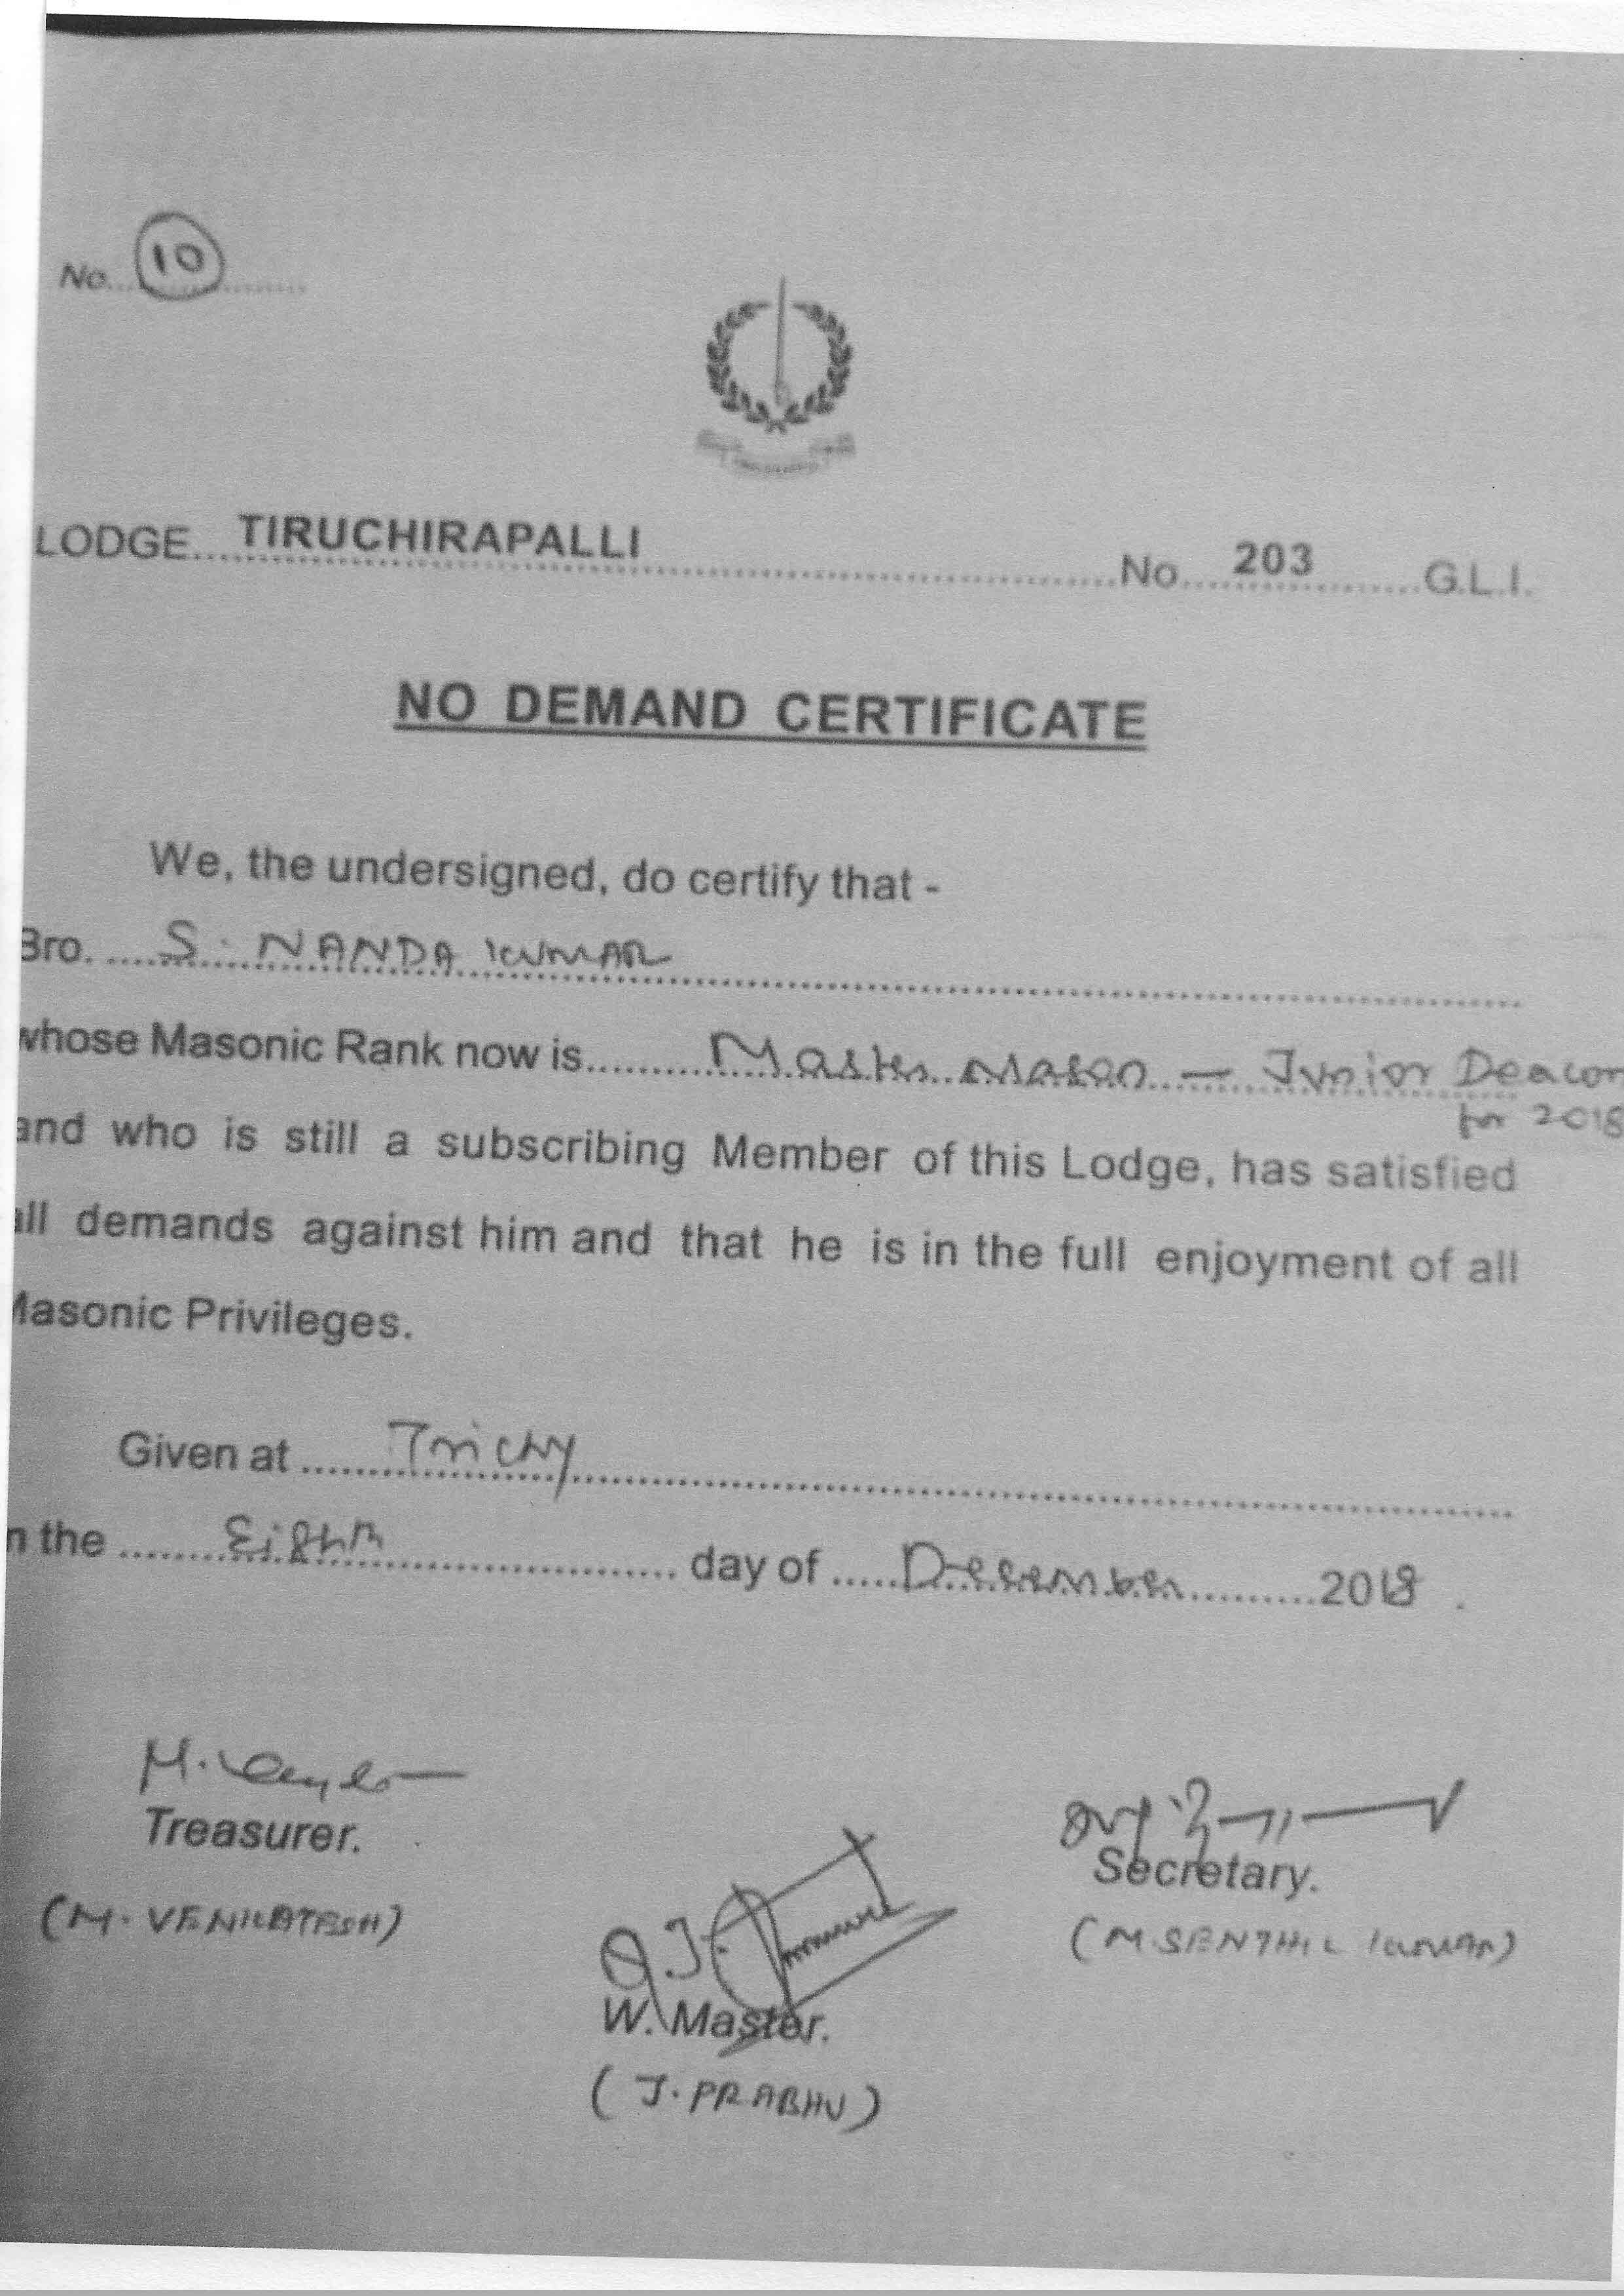 No. 10
LODGE TIRUCHIRAPALLI No. 203 G.L.I.
NO DEMAND CERTIFICATE
We, the undersigned, do certify that -
Bro. S. NANDA KUMAR
whose Masonic Rank now is Master Mason — Junior Deacon
for 2018
and who is still a subscribing Member of this Lodge, has satisfied
all demands against him and that he is in the full enjoyment of all
Masonic Privileges.
Given at Trichy
n the Eighth day of December 2018.
Treasurer.
Secretary.
(M. VENKATESH)
(M. SENTHIL KUMAR)
W. Master.
(J. PRABHU)